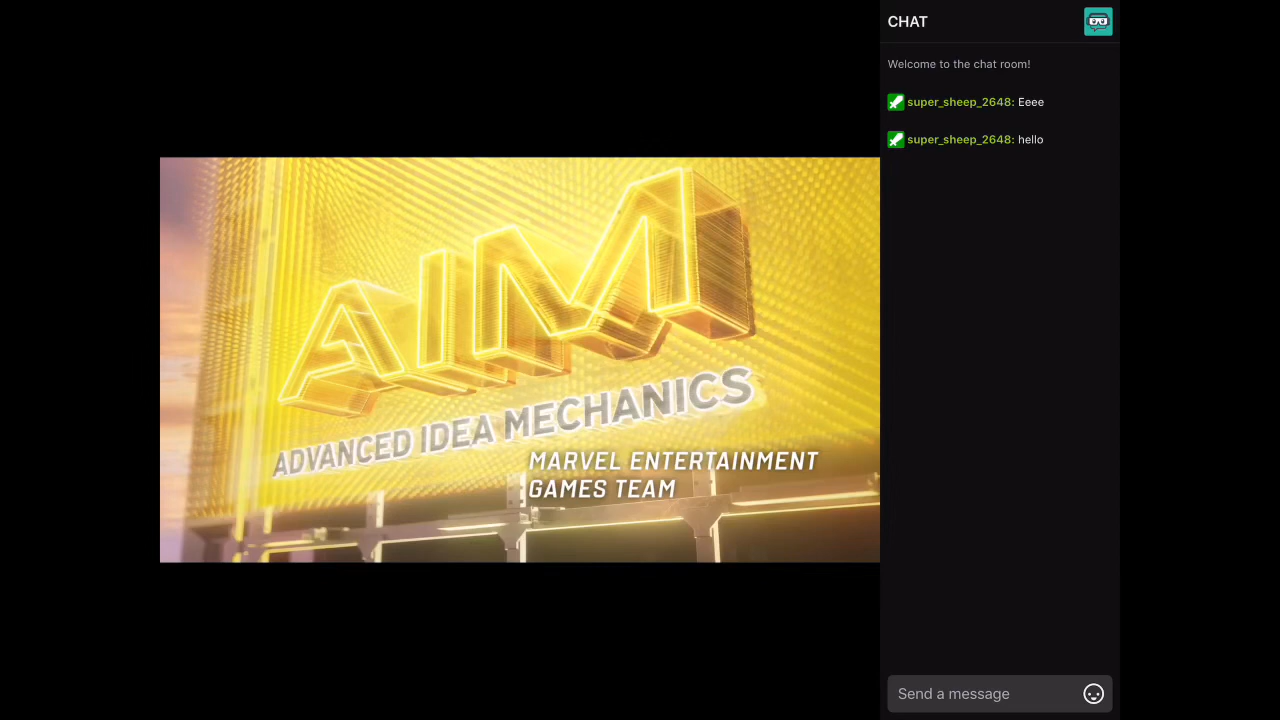 AIM
ADVANCED IDEA MECHANICS
MARVEL ENTERTAINMENT
GAMES TEAM
CHAT
Welcome to the chat room!
super_sheep_2648: Eeee
super_sheep_2648: hello
Send a message